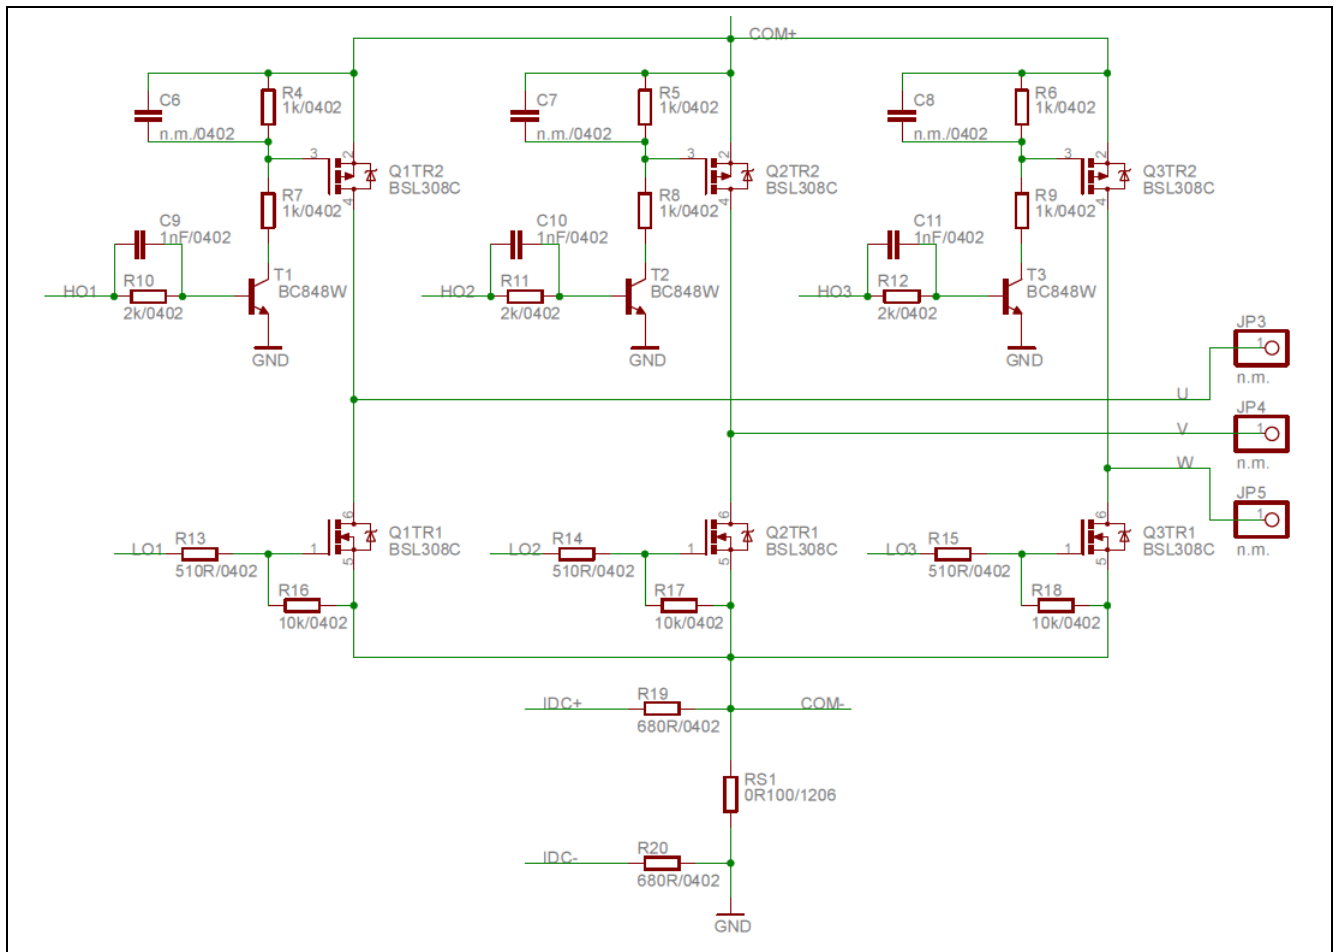 COM+
C6
n.m./0402
R4
1k/0402
C7
n.m./0402
R5
1k/0402
C8
n.m./0402
R6
1k/0402
3
2
4
Q1TR2
BSL308C
3
2
4
Q2TR2
BSL308C
3
2
4
Q3TR2
BSL308C
R7
1k/0402
R8
1k/0402
R9
1k/0402
C9
1nF/0402
C10
1nF/0402
C11
1nF/0402
HO1
R10
2k/0402
T1
BC848W
GND
HO2
R11
2k/0402
T2
BC848W
GND
HO3
R12
2k/0402
T3
BC848W
GND
JP3
1
n.m.
U
JP4
1
n.m.
V
W
JP5
1
n.m.
LO1
R13
510R/0402
1
6
5
Q1TR1
BSL308C
LO2
R14
510R/0402
1
6
5
Q2TR1
BSL308C
LO3
R15
510R/0402
1
6
5
Q3TR1
BSL308C
R16
10k/0402
R17
10k/0402
R18
10k/0402
IDC+
R19
680R/0402
COM-
RS1
0R100/1206
IDC-
R20
680R/0402
GND